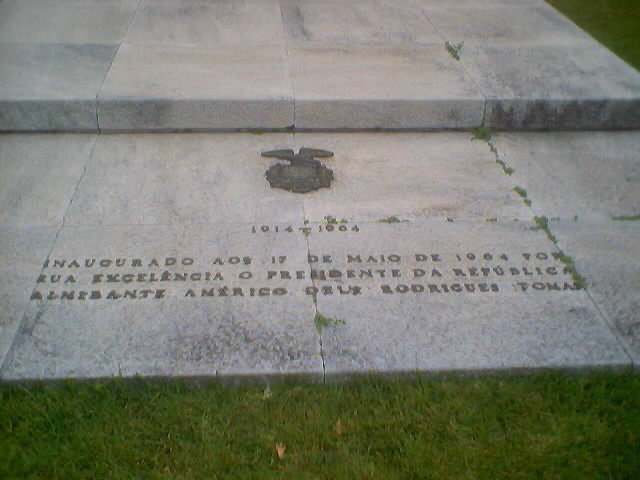 1914 + 1964
INAUGURADO AOS 17 DE MAIO DE 1964 POR
SUA EXCELÊNCIA O PRESIDENTE DA REPÚBLICA
ALMIRANTE AMÉRICO DEUS RODRIGUES TOMAS